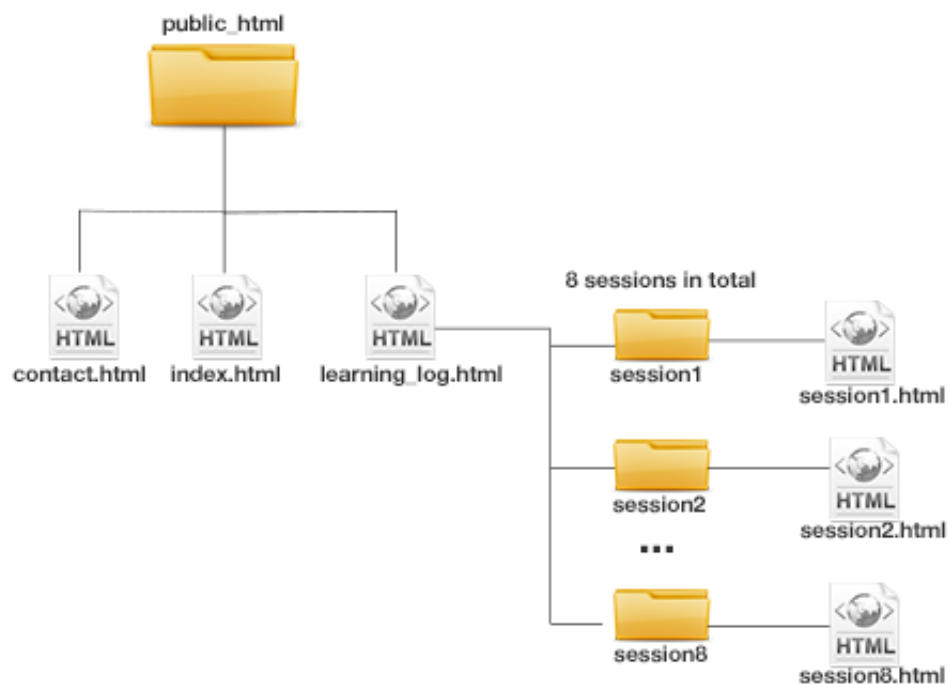 public_html
HTML
contact.html
HTML
index.html
HTML
learning_log.html
8 sessions in total
session1
HTML
session1.html
session2
HTML
session2.html
...
session8
HTML
session8.html